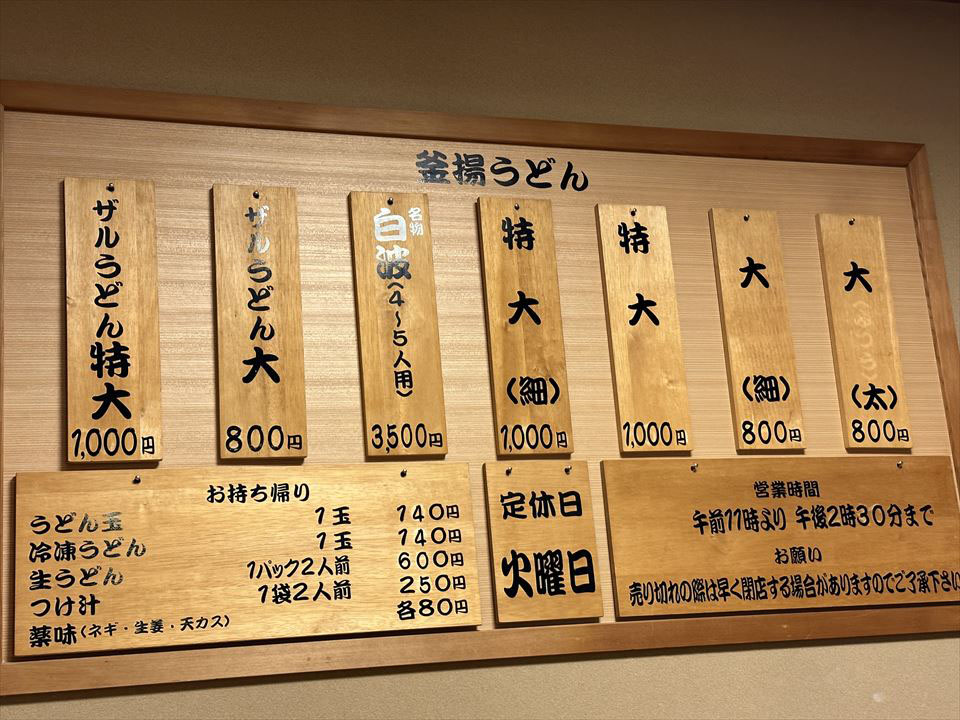 釜揚うどん
大
(太)
800円
大
(細)
800円
特大
1,000円
特大(細)
1,000円
名物
白波(4〜5人用)
3,500円
ザルうどん大
800円
ザルうどん特大
1,000円
お持ち帰り
うどん玉 1玉 140円
冷凍うどん 1玉 140円
生うどん 1パック2人前 600円
つけ汁 1袋2人前 250円
薬味(ネギ・生姜・天カス) 各80円
定休日
火曜日
営業時間
午前11時より 午後2時30分まで
お願い
売り切れの際は早く閉店する場合がありますのでご了承下さい